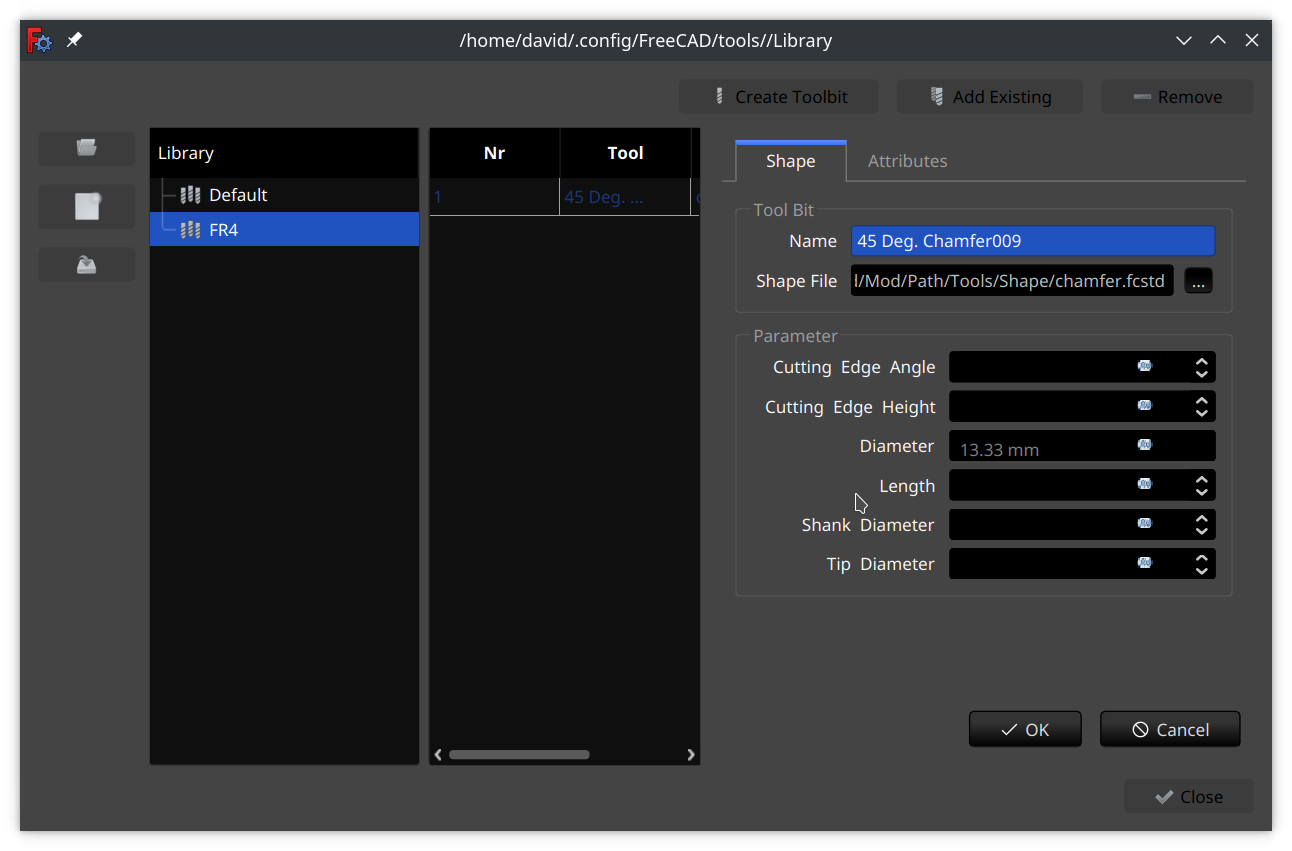 /home/david/.config/FreeCAD/tools//Library
Create Toolbit
Add Existing
Remove
Library
Default
FR4
Nr
Tool
1
45 Deg. ...
Shape
Attributes
Tool Bit
Name
45 Deg. Chamfer009
Shape File
/Mod/Path/Tools/Shape/chamfer.fcstd
...
Parameter
Cutting Edge Angle
Cutting Edge Height
Diameter
13.33 mm
Length
Shank Diameter
Tip Diameter
OK
Cancel
Close